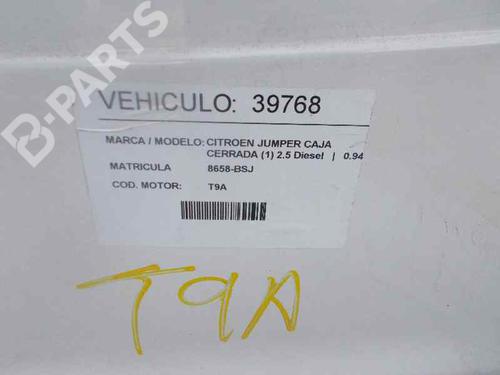 B-PARTS
VEHICULO: 39768
MARCA / MODELO: CITROEN JUMPER CAJA
CERRADA (1) 2.5 Diesel | 0.94
MATRICULA 8658-BSJ
COD. MOTOR: T9A
T9A